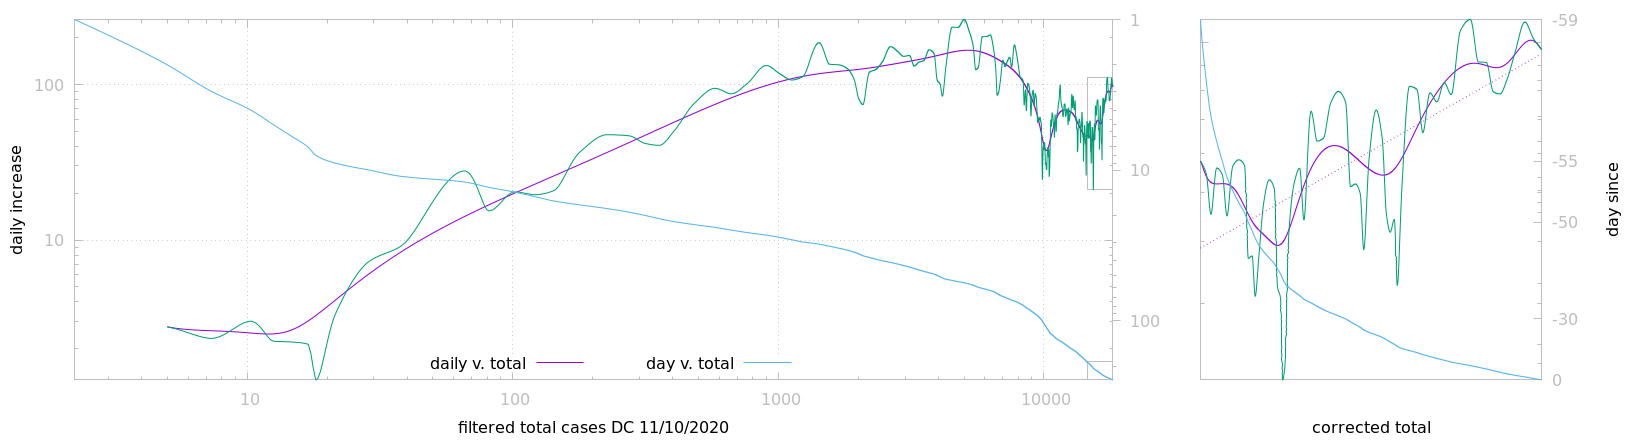 daily increase
100
10
daily v. total
day v. total
1
10
100
10
100
1000
10000
filtered total cases DC 11/10/2020
-59
-55
-50
-30
0
day since
corrected total